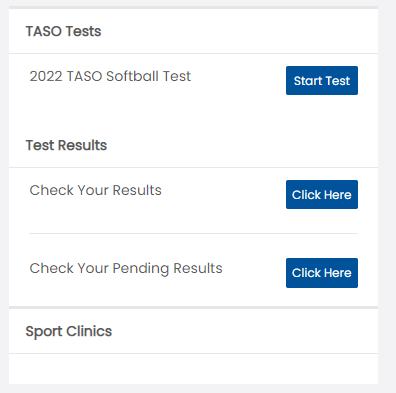 TASO Tests
2022 TASO Softball Test
Start Test
Test Results
Check Your Results
Click Here
Check Your Pending Results
Click Here
Sport Clinics